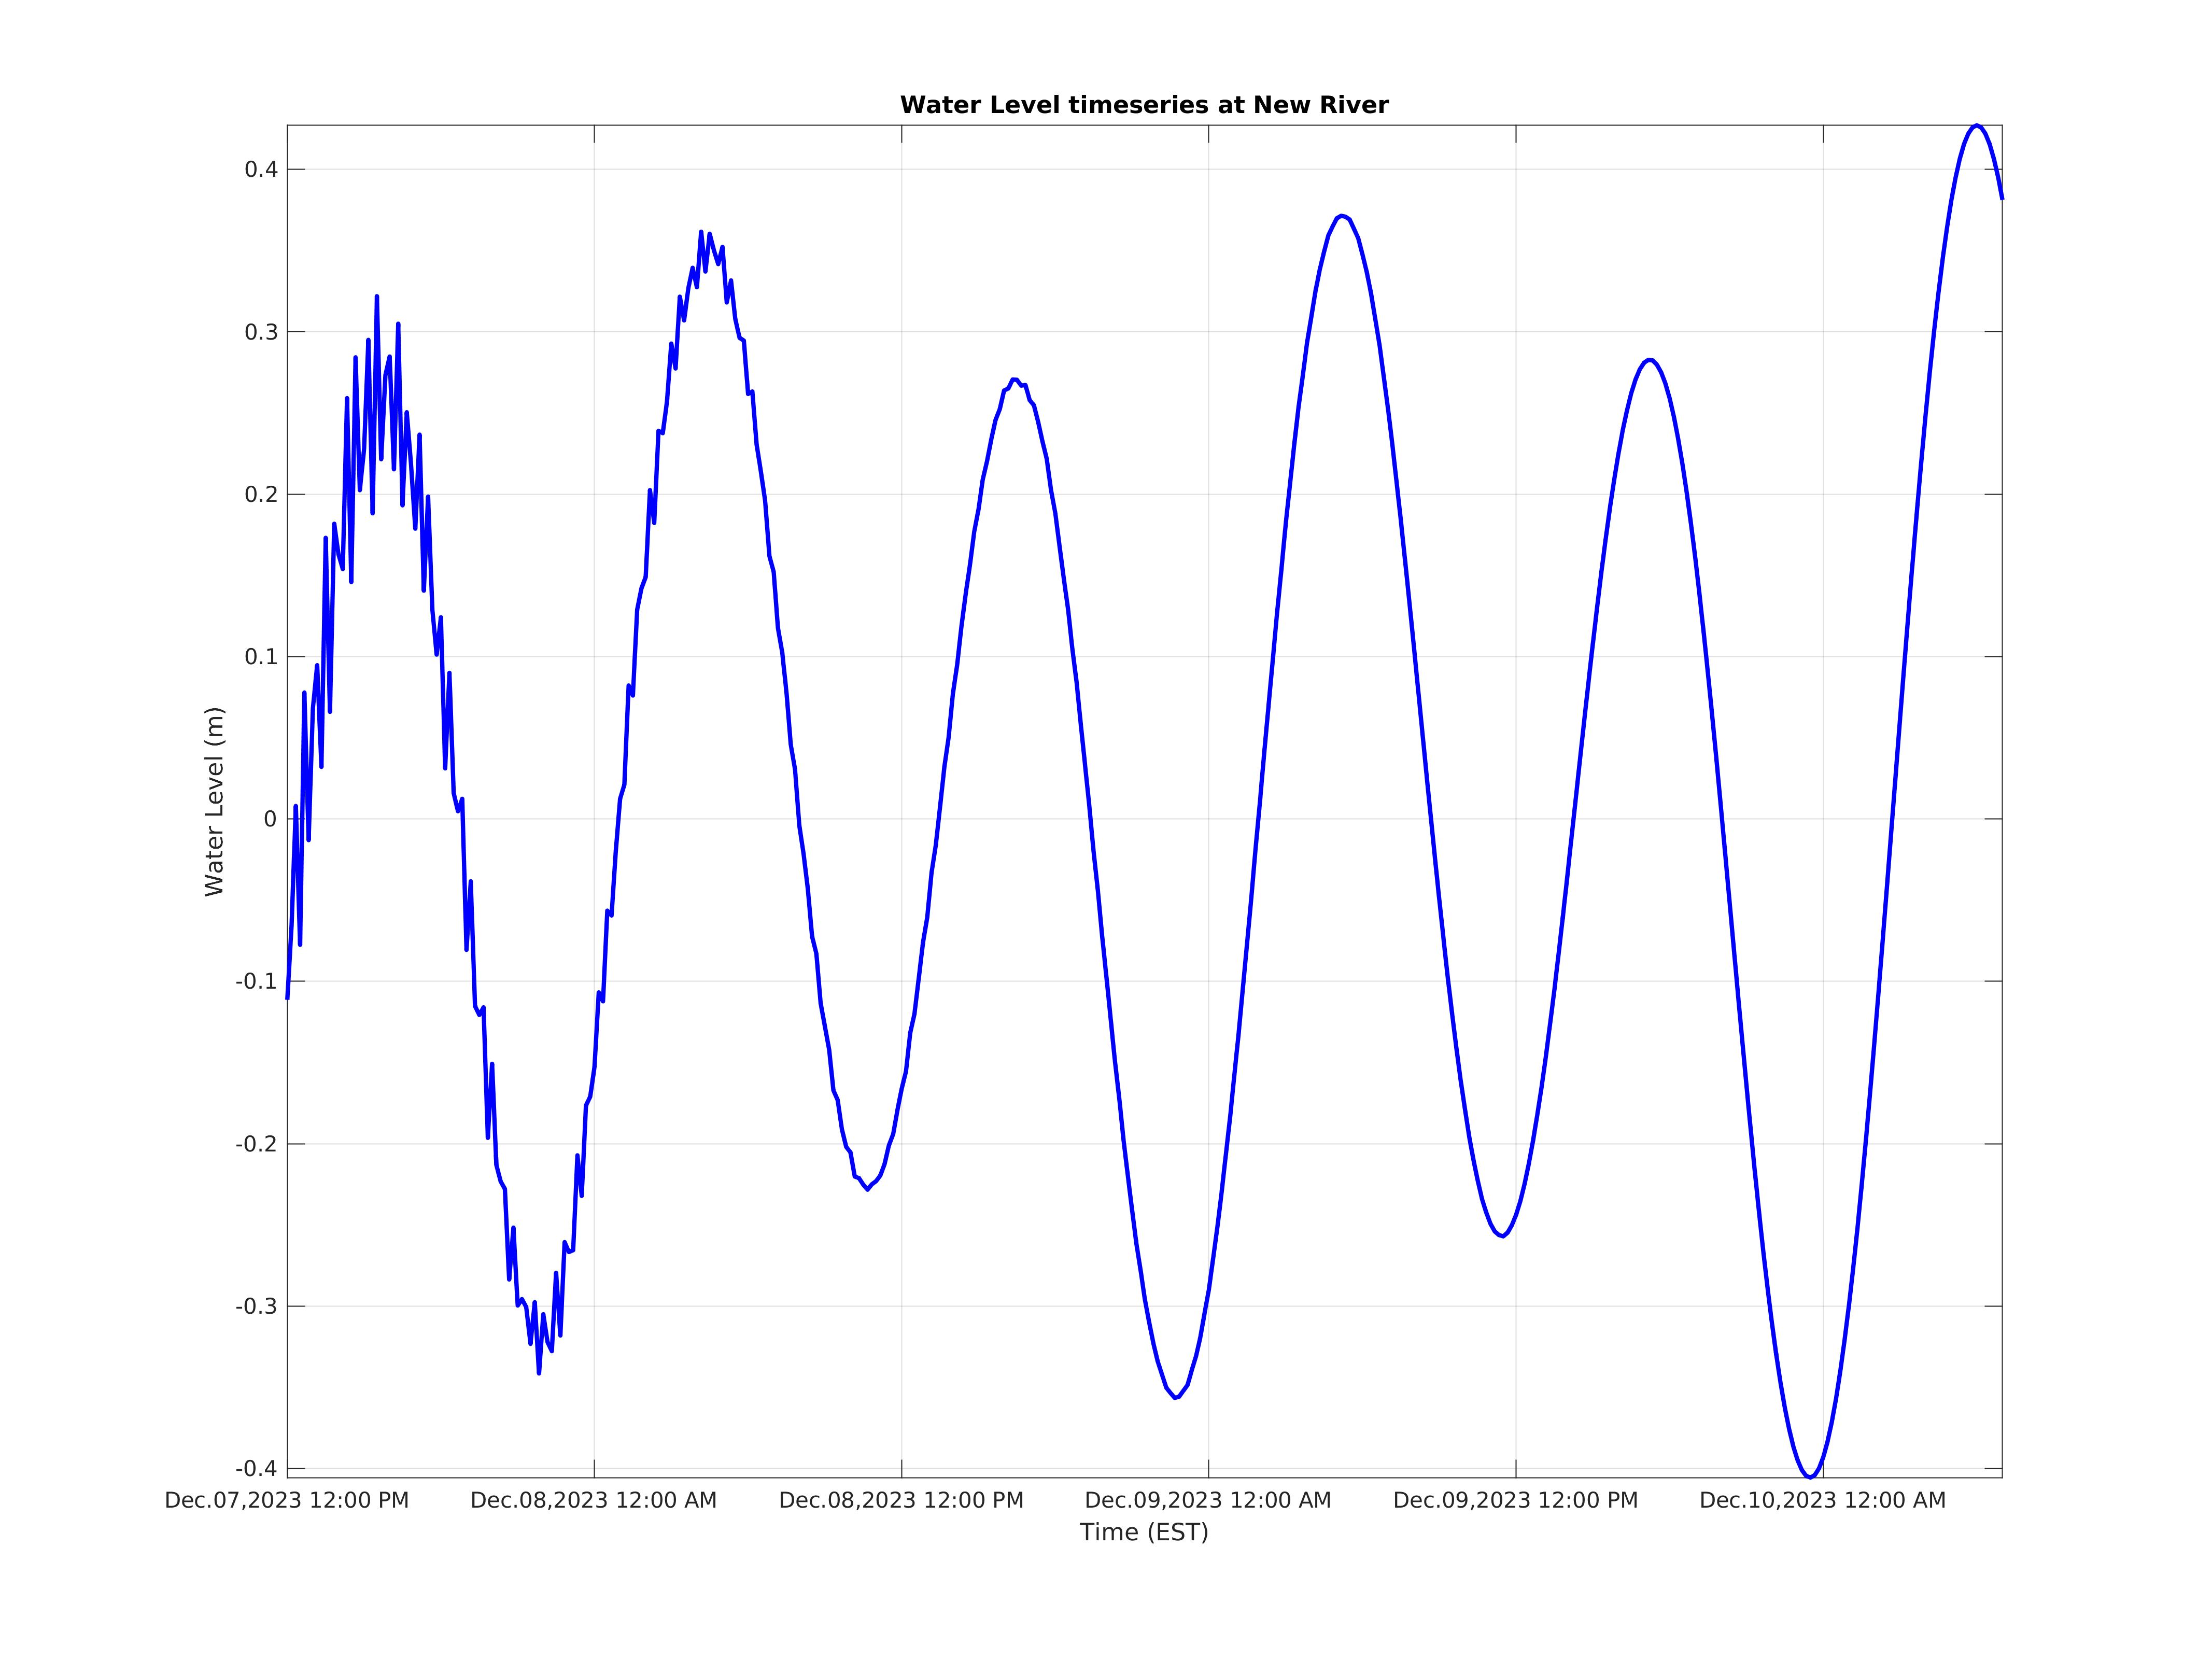 Water Level timeseries at New River
0.4
0.3
0.2
0.1
0
-0.1
-0.2
-0.3
-0.4
Water Level (m)
Dec.07,2023 12:00 PM
Dec.08,2023 12:00 AM
Dec.08,2023 12:00 PM
Dec.09,2023 12:00 AM
Dec.09,2023 12:00 PM
Dec.10,2023 12:00 AM
Time (EST)